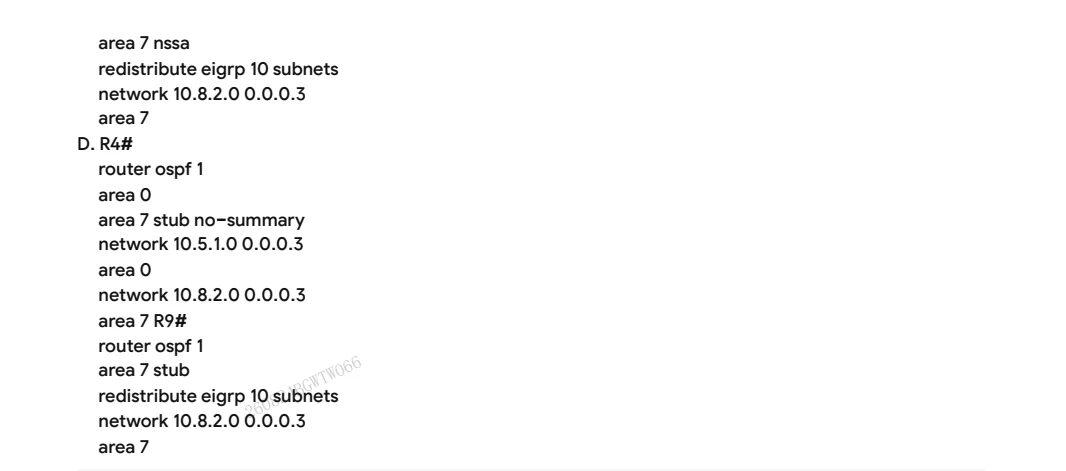 area 7 nssa
redistribute eigrp 10 subnets
network 10.8.2.0 0.0.0.3
area 7
D. R4#
router ospf 1
area 0
area 7 stub no-summary
network 10.5.1.0 0.0.0.3
area 0
network 10.8.2.0 0.0.0.3
area 7 R9#
router ospf 1
area 7 stub
redistribute eigrp 10 subnets
network 10.8.2.0 0.0.0.3
area 7